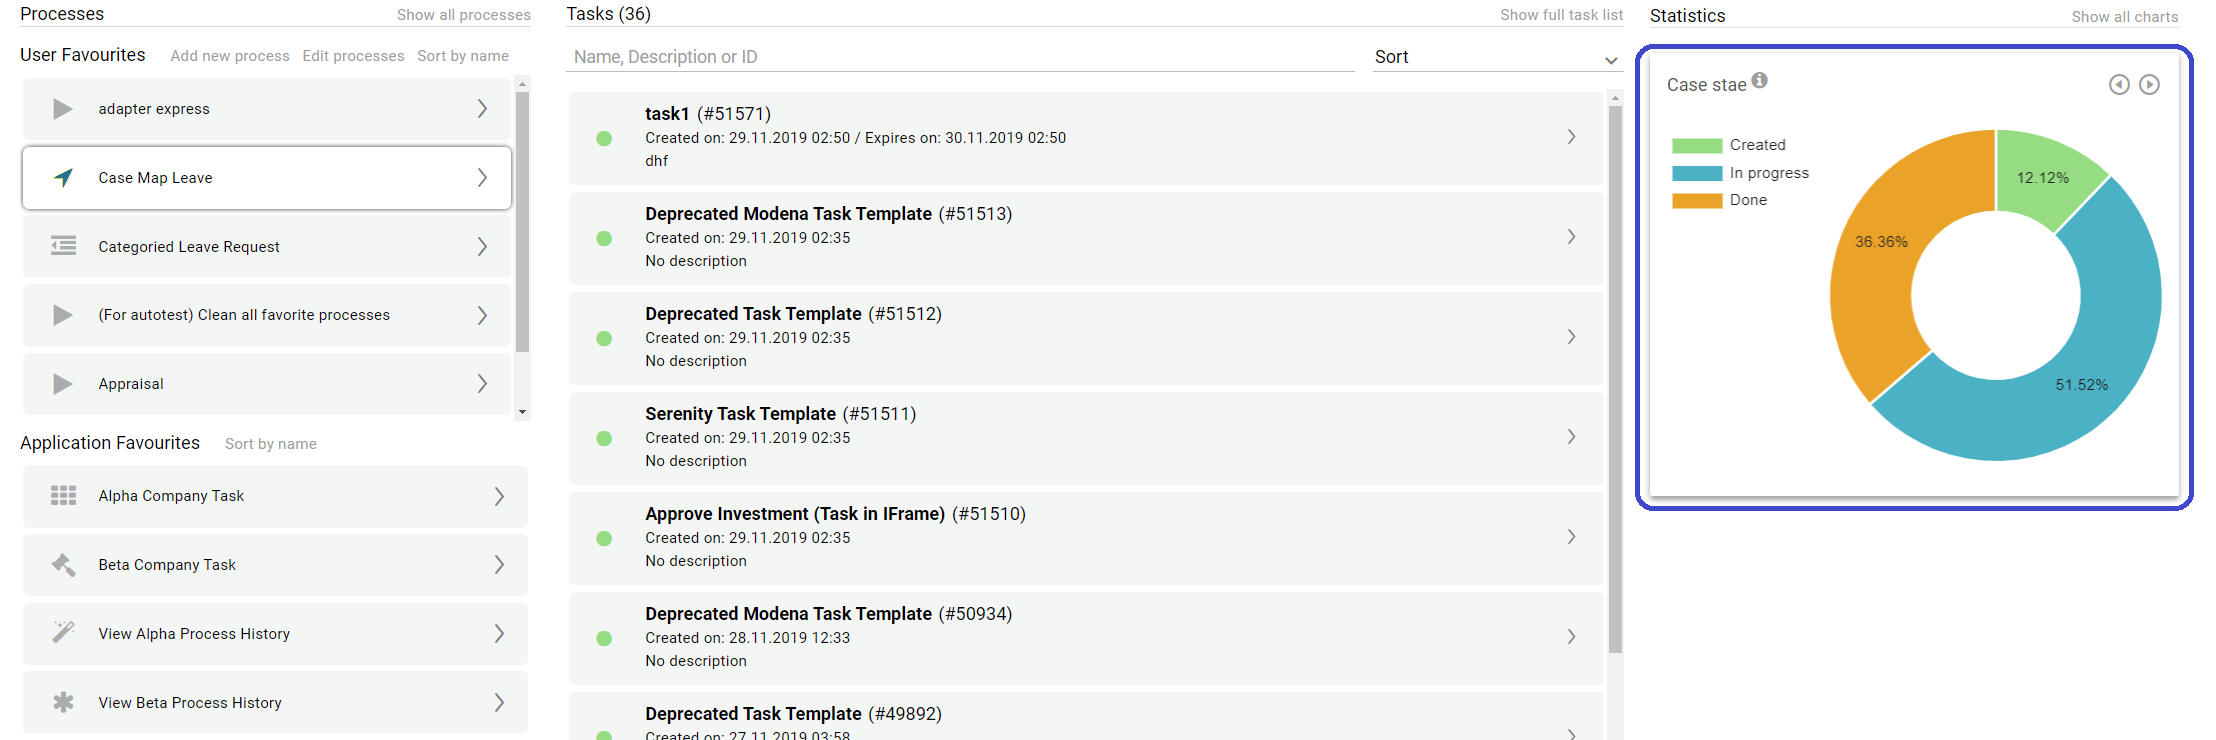 Processes
Show all processes
User Favourites
Add new process
Edit processes
Sort by name
adapter express
Case Map Leave
Categoried Leave Request
(For autotest) Clean all favorite processes
Appraisal
Application Favourites
Sort by name
Alpha Company Task
Beta Company Task
View Alpha Process History
View Beta Process History
Tasks (36)
Show full task list
Name, Description or ID
Sort
task1 (#51571)
Created on: 29.11.2019 02:50 / Expires on: 30.11.2019 02:50
dhf
Deprecated Modena Task Template (#51513)
Created on: 29.11.2019 02:35
No description
Deprecated Task Template (#51512)
Created on: 29.11.2019 02:35
No description
Serenity Task Template (#51511)
Created on: 29.11.2019 02:35
No description
Approve Investment (Task in IFrame) (#51510)
Created on: 29.11.2019 02:35
No description
Deprecated Modena Task Template (#50934)
Created on: 28.11.2019 12:33
No description
Deprecated Task Template (#49892)
Created on: 27.11.2019 03:58
Statistics
Show all charts
Case stae
Created
In progress
Done
12.12%
36.36%
51.52%